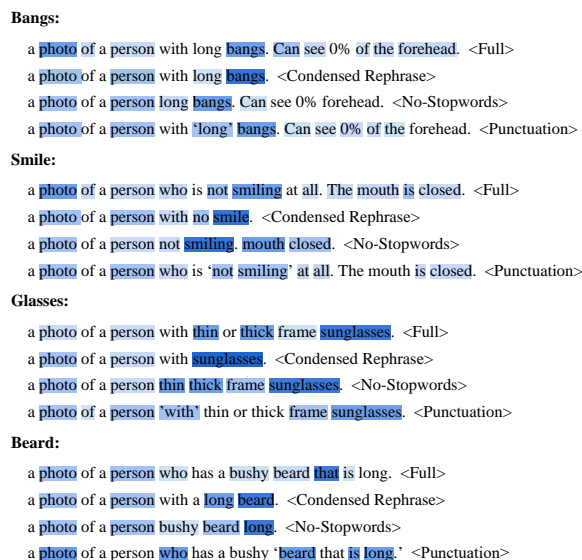 Bangs:
a photo of a person with long bangs. Can see 0% of the forehead. <Full>
a photo of a person with long bangs. <Condensed Rephrase>
a photo of a person long bangs. Can see 0% forehead. <No-Stopwords>
a photo of a person with ‘long’ bangs. Can see 0% of the forehead. <Punctuation>
Smile:
a photo of a person who is not smiling at all. The mouth is closed. <Full>
a photo of a person with no smile. <Condensed Rephrase>
a photo of a person not smiling. mouth closed. <No-Stopwords>
a photo of a person who is ‘not smiling’ at all. The mouth is closed. <Punctuation>
Glasses:
a photo of a person with thin or thick frame sunglasses. <Full>
a photo of a person with sunglasses. <Condensed Rephrase>
a photo of a person thin thick frame sunglasses. <No-Stopwords>
a photo of a person ’with’ thin or thick frame sunglasses. <Punctuation>
Beard:
a photo of a person who has a bushy beard that is long. <Full>
a photo of a person with a long beard. <Condensed Rephrase>
a photo of a person bushy beard long. <No-Stopwords>
a photo of a person who has a bushy ‘beard that is long.’ <Punctuation>